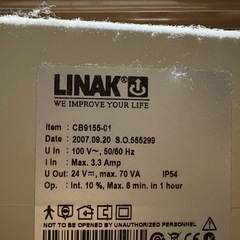 LINAK®
WE IMPROVE YOUR LIFE
Item : CB9155-01
Date : 2007.09.20 S.O.555299
U In : 100 V~, 50/60 Hz
I In : Max. 3.3 Amp
U Out: 24 V⎓, max. 70 VA IP54
Op : Int. 10 %, Max. 6 min. in 1 hour
NOT TO BE OPENED BY UNAUTHORIZED PERSONNEL